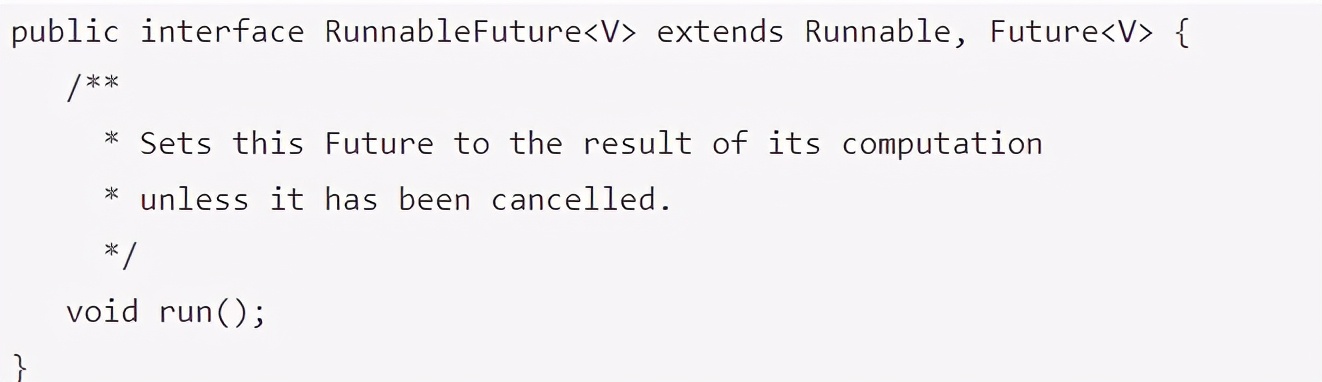 public interface RunnableFuture<V> extends Runnable, Future<V> {
/**
* Sets this Future to the result of its computation
* unless it has been cancelled.
*/
void run();
}